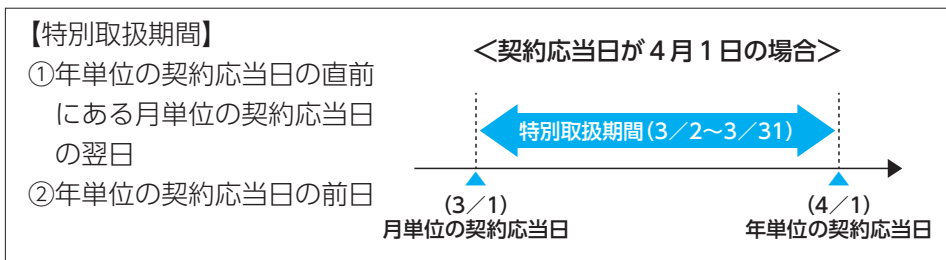 【特別取扱期間】
①年単位の契約応当日の直前
にある月単位の契約応当日
の翌日
②年単位の契約応当日の前日
＜契約応当日が４月１日の場合＞
特別取扱期間（3／2～3／31）
（3／1）
月単位の契約応当日
（4／1）
年単位の契約応当日